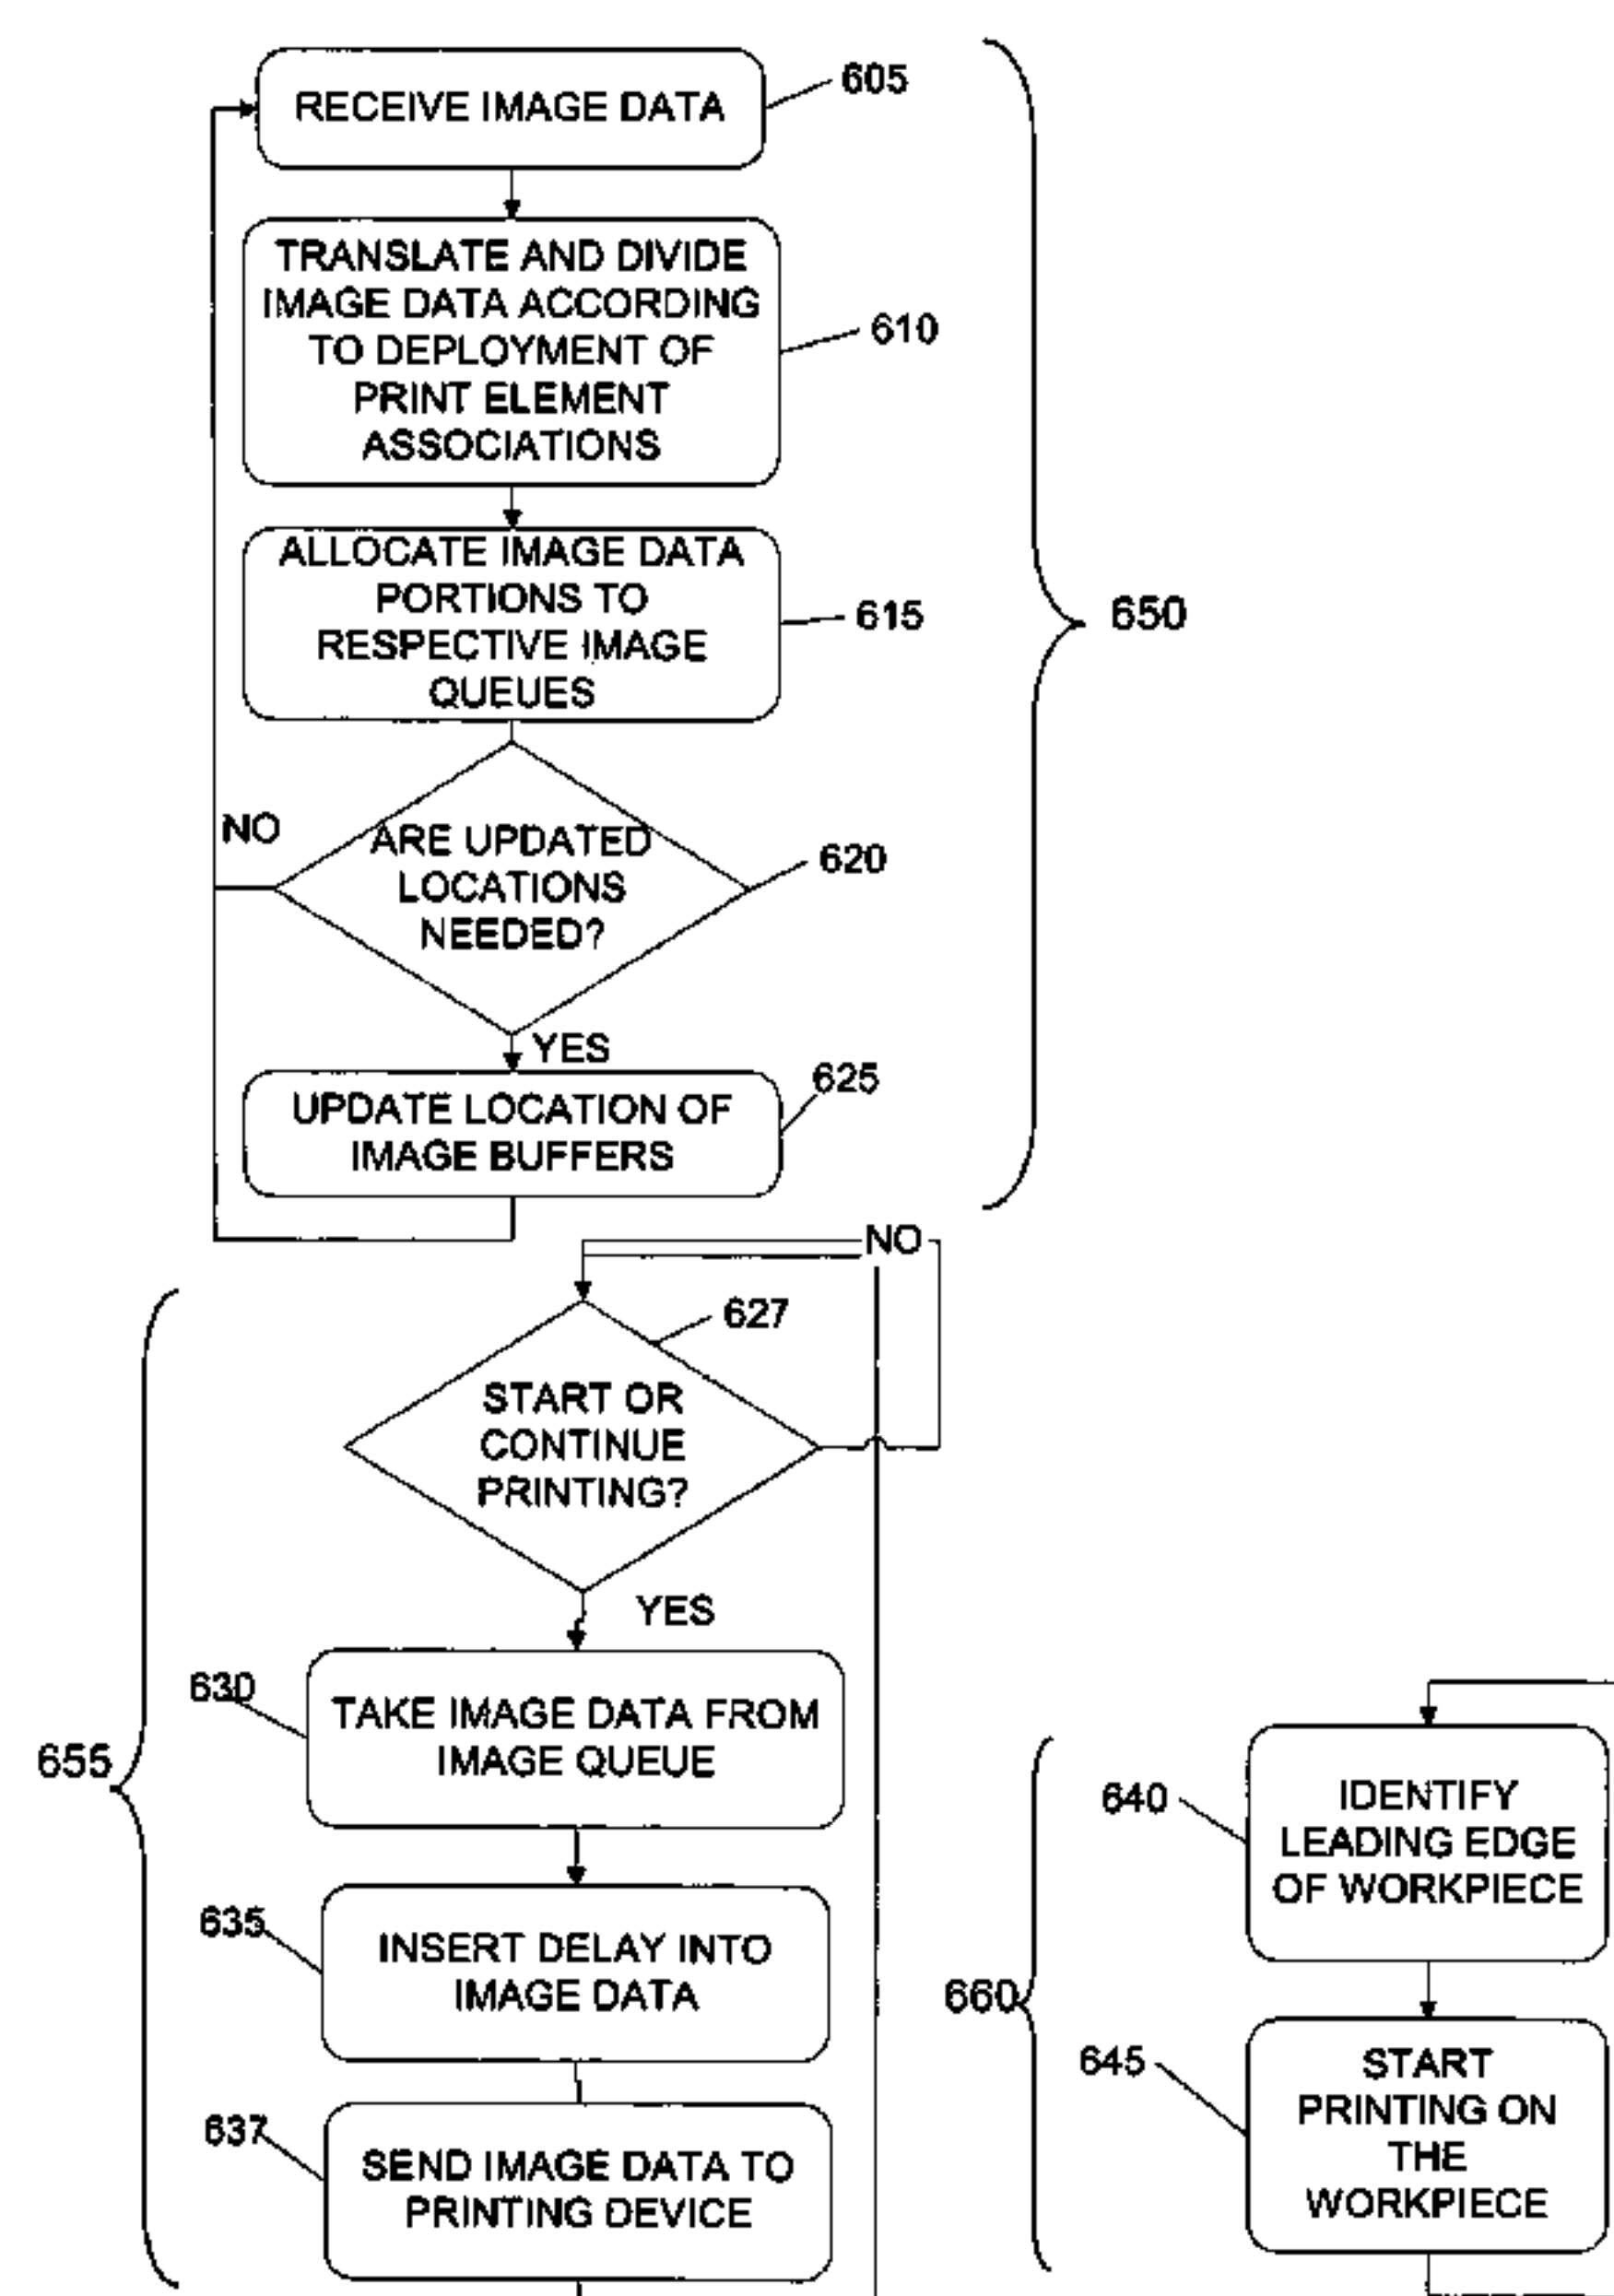 RECEIVE IMAGE DATA
605
TRANSLATE AND DIVIDE
IMAGE DATA ACCORDING
TO DEPLOYMENT OF
PRINT ELEMENT
ASSOCIATIONS
610
ALLOCATE IMAGE DATA
PORTIONS TO
RESPECTIVE IMAGE
QUEUES
615
650
NO
ARE UPDATED
LOCATIONS
NEEDED?
620
YES
UPDATE LOCATION OF
IMAGE BUFFERS
625
NO
627
START OR
CONTINUE
PRINTING?
YES
630
TAKE IMAGE DATA FROM
IMAGE QUEUE
655
635
INSERT DELAY INTO
IMAGE DATA
637
SEND IMAGE DATA TO
PRINTING DEVICE
640
IDENTIFY
LEADING EDGE
OF WORKPIECE
660
645
START
PRINTING ON
THE
WORKPIECE